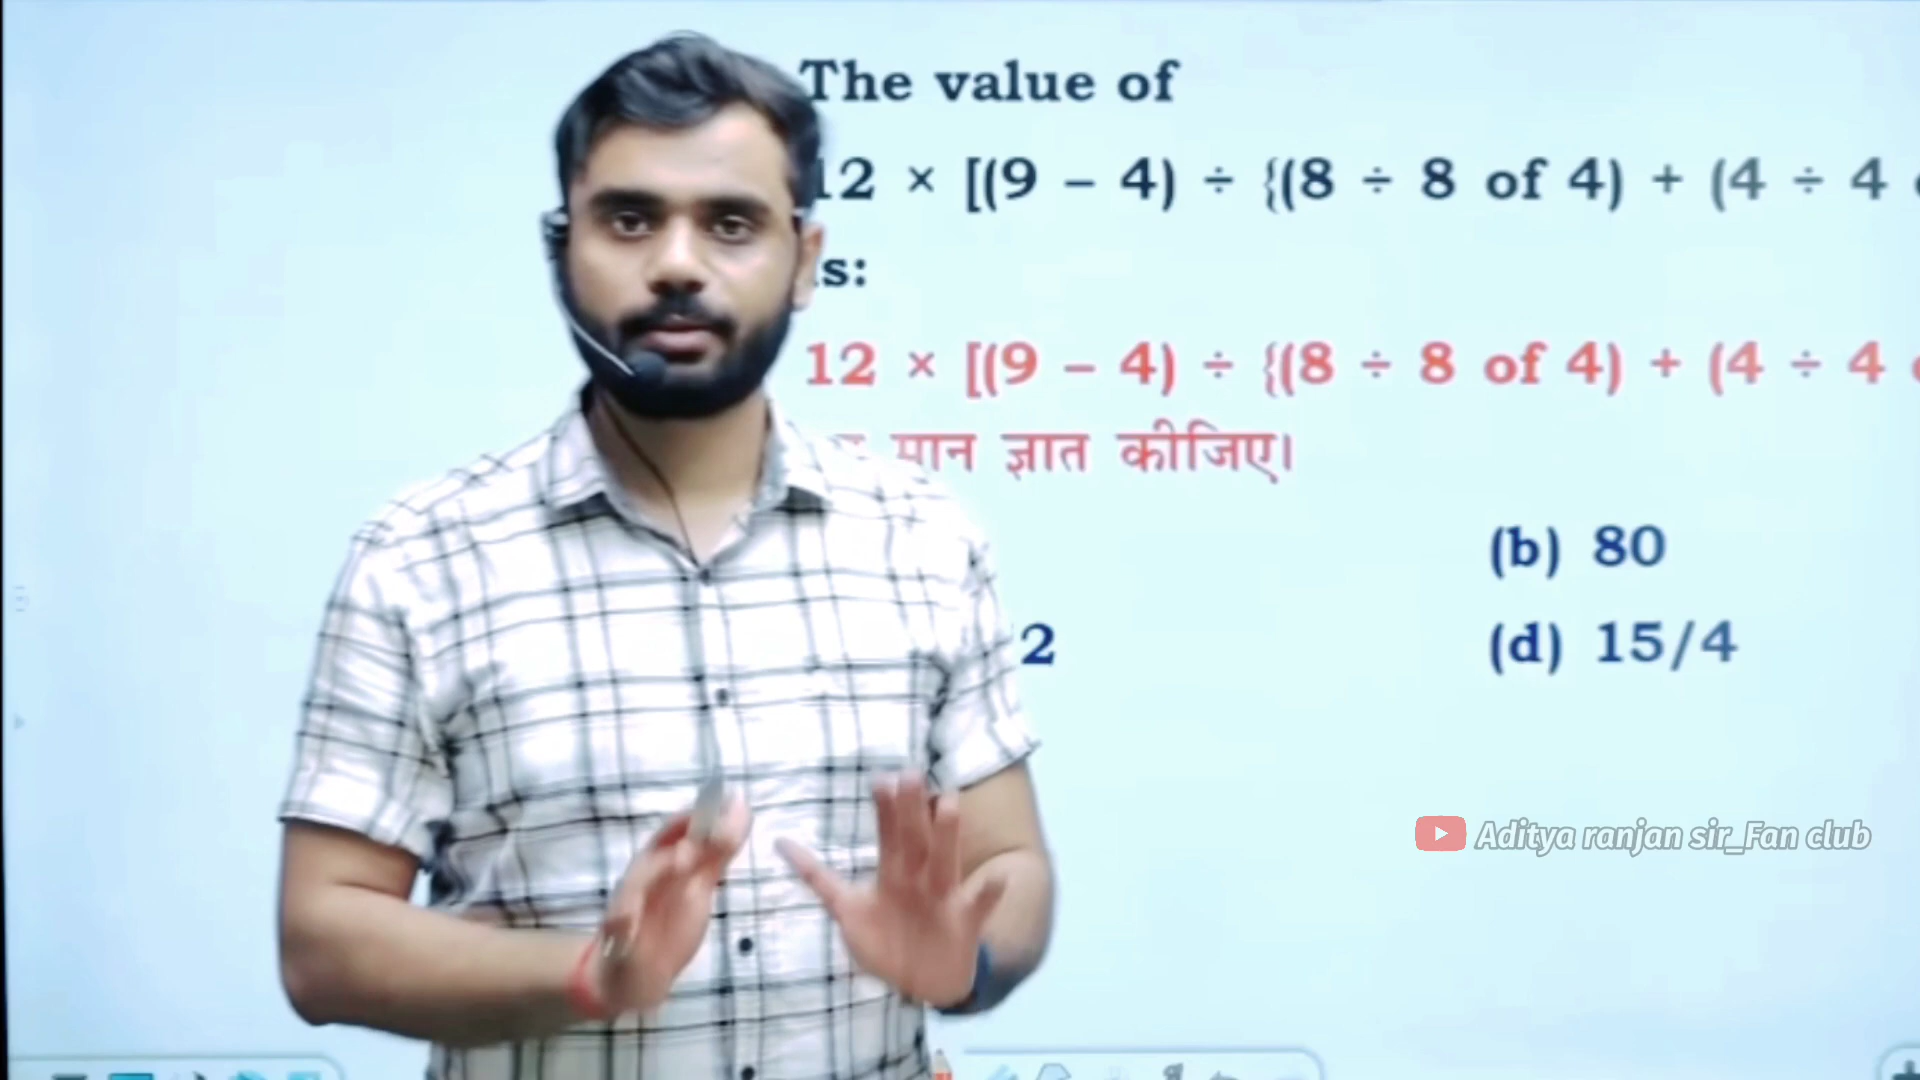 The value of
12 × [(9 – 4) ÷ {(8 ÷ 8 of 4) + (4 ÷ 4
is:
12 × [(9 – 4) ÷ {(8 ÷ 8 of 4) + (4 ÷ 4
मान ज्ञात कीजिए।
(b) 80
2
(d) 15/4
Aditya ranjan sir_Fan club